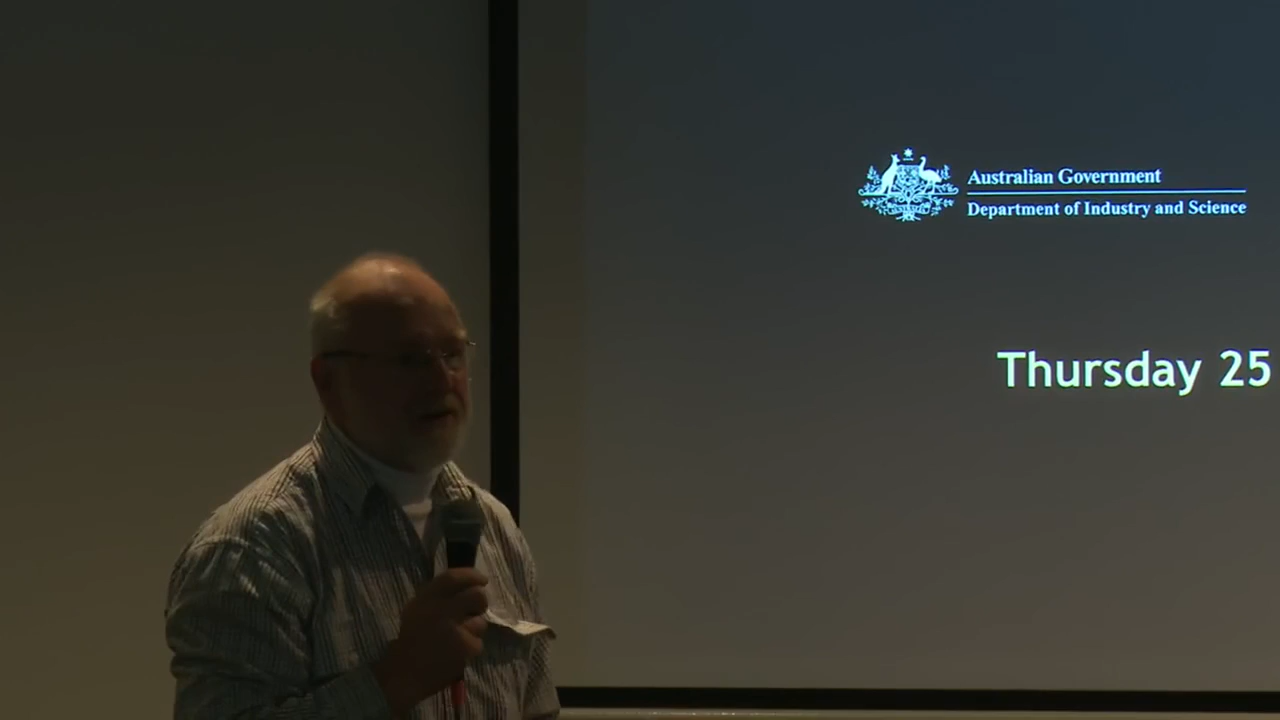 Australian Government
Department of Industry and Science
Thursday 25